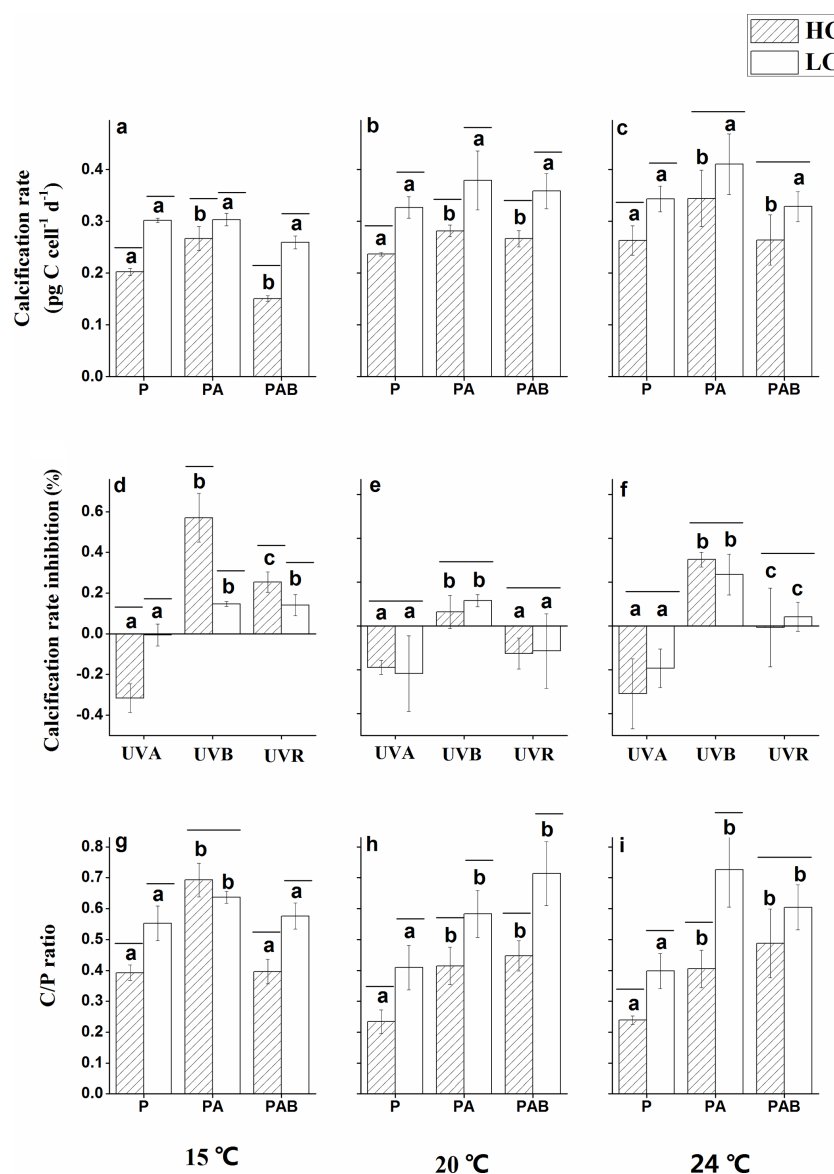 HC
LC
Calcification rate
(pg C cell⁻¹ d⁻¹)
a
b
c
0.4
0.3
0.2
0.1
0.0
a a b a b a
a a b a b a
a a b a b a
P PA PAB
P PA PAB
P PA PAB
Calcification rate inhibition (%)
d
e
f
0.6
0.4
0.2
0.0
-0.2
-0.4
a a b b c b
a a b b a a
a a b b c c
UVA UVB UVR
UVA UVB UVR
UVA UVB UVR
C/P ratio
g
h
i
0.8
0.7
0.6
0.5
0.4
0.3
0.2
0.1
0.0
a a b b a a
a a b b b b
a a b b b b
P PA PAB
P PA PAB
P PA PAB
15 ℃
20 ℃
24 ℃